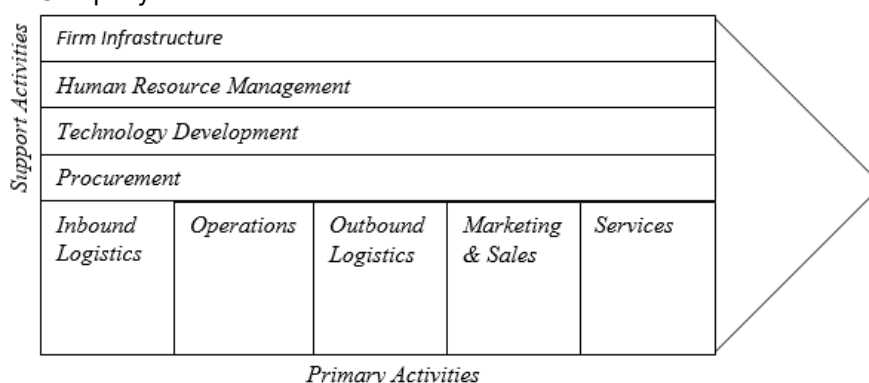 Support Activities
Firm Infrastructure
Human Resource Management
Technology Development
Procurement
Inbound
Logistics
Operations
Outbound
Logistics
Marketing
& Sales
Services
Primary Activities